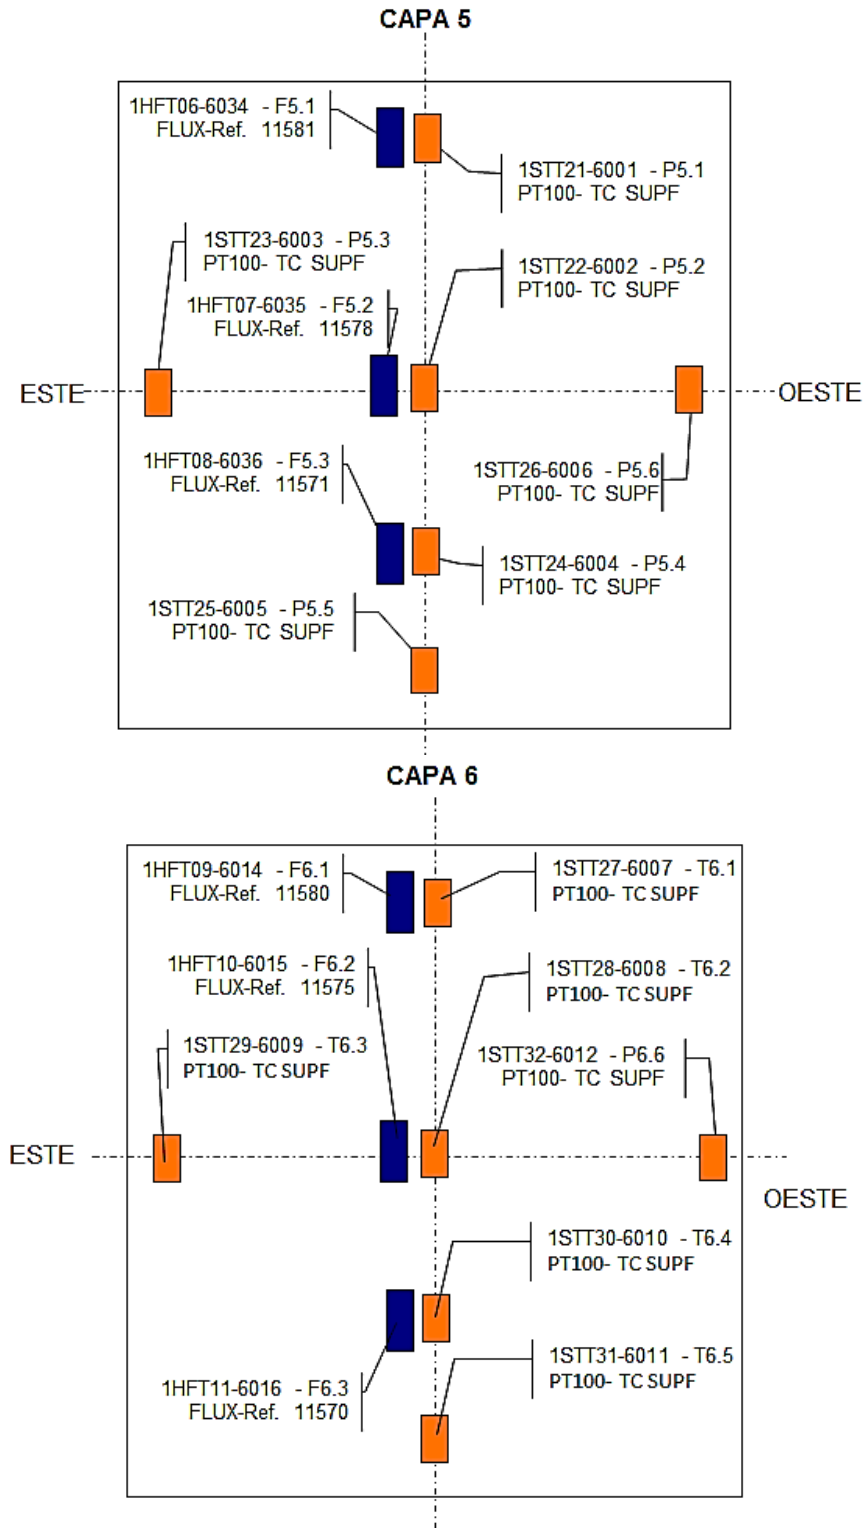 CAPA 5
1HFT06-6034 - F5.1
FLUX-Ref. 11581
1STT21-6001 - P5.1
PT100- TC SUPF
1STT23-6003 - P5.3
PT100- TC SUPF
1STT22-6002 - P5.2
PT100- TC SUPF
1HFT07-6035 - F5.2
FLUX-Ref. 11578
ESTE
OESTE
1HFT08-6036 - F5.3
FLUX-Ref. 11571
1STT26-6006 - P5.6
PT100- TC SUPF
1STT24-6004 - P5.4
PT100- TC SUPF
1STT25-6005 - P5.5
PT100- TC SUPF
CAPA 6
1HFT09-6014 - F6.1
FLUX-Ref. 11580
1STT27-6007 - T6.1
PT100- TC SUPF
1HFT10-6015 - F6.2
FLUX-Ref. 11575
1STT28-6008 - T6.2
PT100- TC SUPF
1STT29-6009 - T6.3
PT100- TC SUPF
1STT32-6012 - P6.6
PT100- TC SUPF
ESTE
OESTE
1STT30-6010 - T6.4
PT100- TC SUPF
1STT31-6011 - T6.5
PT100- TC SUPF
1HFT11-6016 - F6.3
FLUX-Ref. 11570